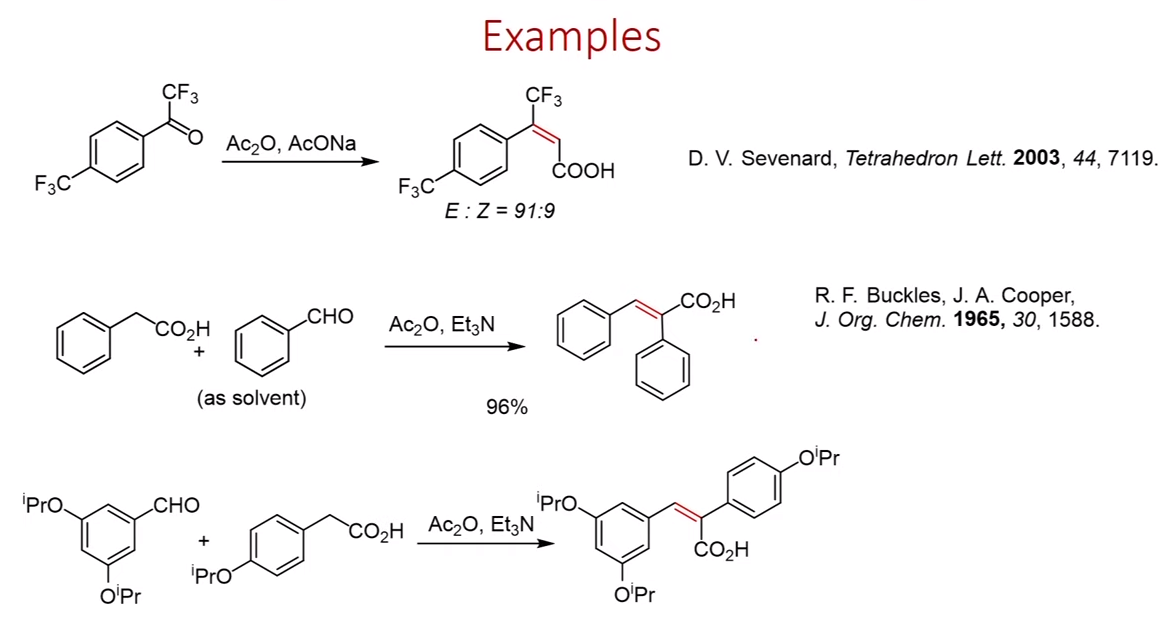 Examples
CF₃
O
F₃C
Ac₂O, AcONa
CF₃
COOH
F₃C
E : Z = 91:9
D. V. Sevenard, Tetrahedron Lett. 2003, 44, 7119.
CO₂H
+
CHO
(as solvent)
Ac₂O, Et₃N
96%
CO₂H
R. F. Buckles, J. A. Cooper,
J. Org. Chem. 1965, 30, 1588.
ⁱPrO
CHO
OⁱPr
+
ⁱPrO
CO₂H
Ac₂O, Et₃N
ⁱPrO
OⁱPr
CO₂H
OⁱPr